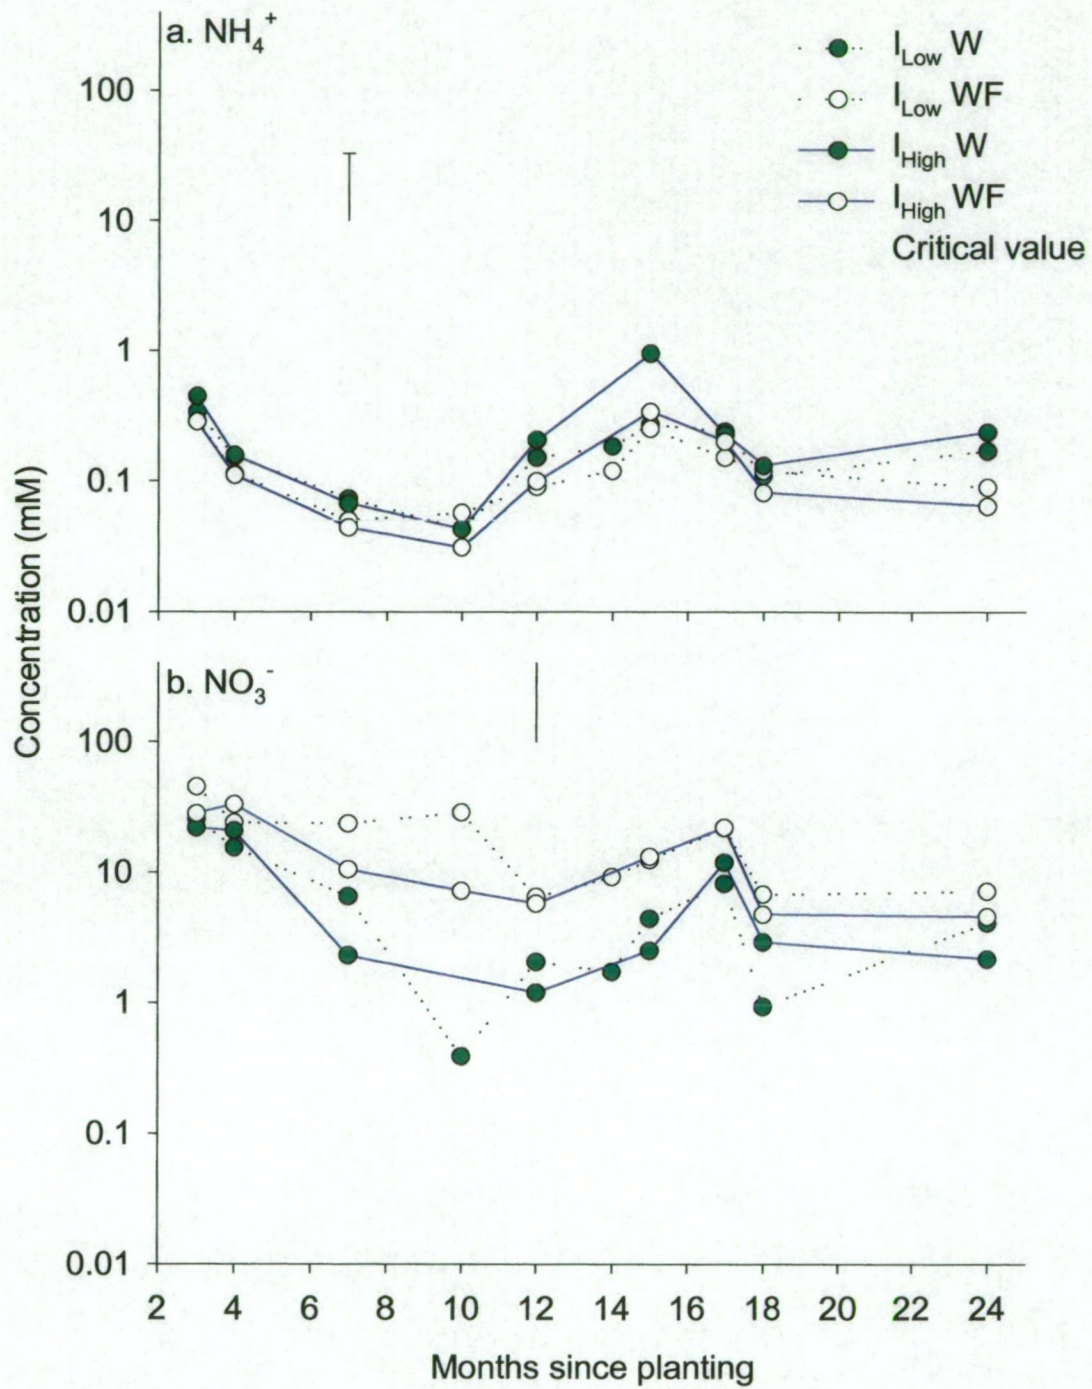 a. NH₄⁺
I Low W
I Low WF
I High W
I High WF
Critical value
100
10
1
0.1
0.01
Concentration (mM)
b. NO₃⁻
100
10
1
0.1
0.01
2 4 6 8 10 12 14 16 18 20 22 24
Months since planting